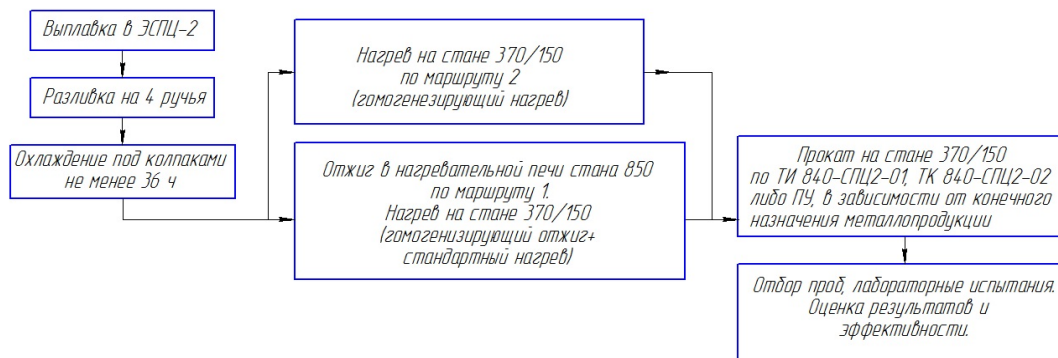 Выплавка в ЭСПЦ-2
Разливка на 4 ручья
Охлаждение под колпаками
не менее 36 ч
Нагрев на стане 370/150
по маршруту 2
(гомогенезирующий нагрев)
Отжиг в нагревательной печи стана 850
по маршруту 1.
Нагрев на стане 370/150
(гомогенизирующий отжиг+
стандартный нагрев)
Прокат на стане 370/150
по ТИ 840-СПЦ2-01, ТК 840-СПЦ2-02
либо ПУ, в зависимости от конечного
назначения металлопродукции
Отбор проб, лабораторные испытания.
Оценка результатов и
эффективности.